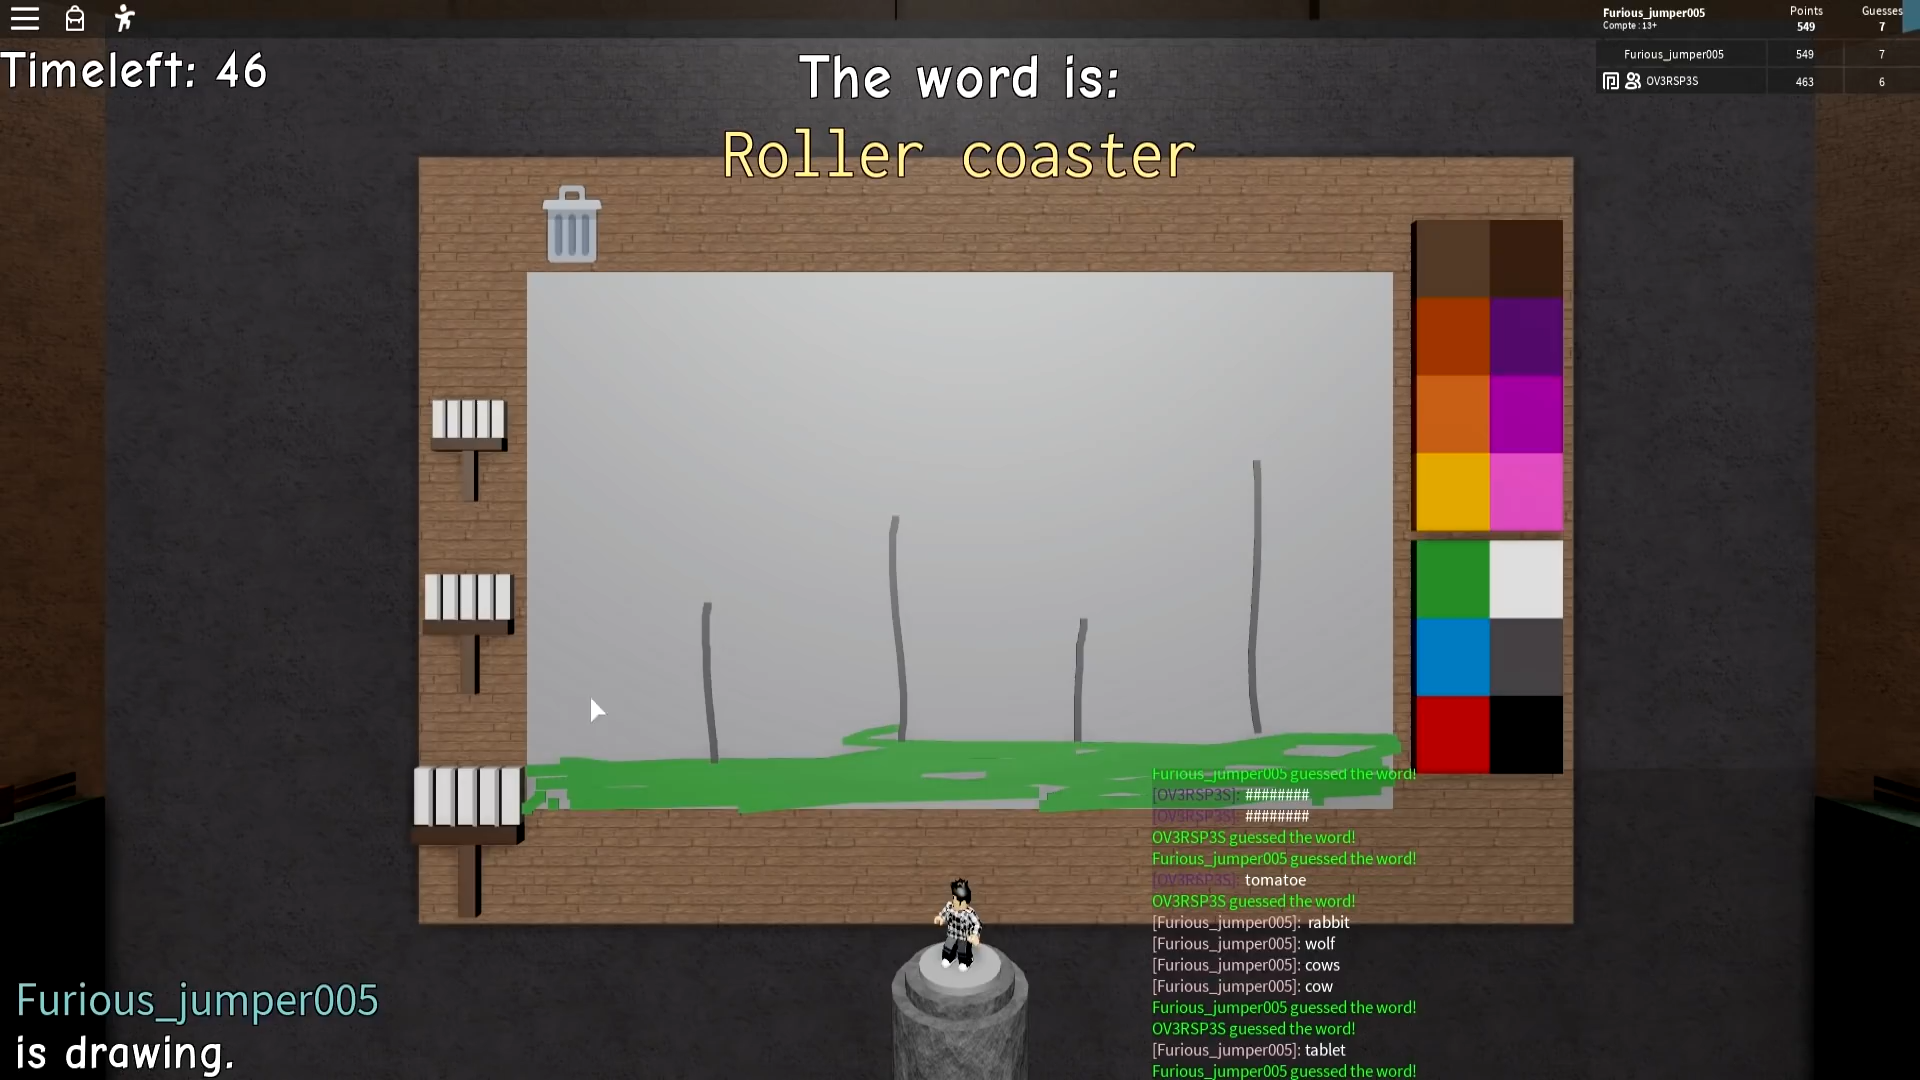 Furious_jumper005
Compte : 13+
Points
549
Guesses
7
Furious_jumper005 549 7
OV3RSP3S 463 6
Timeleft: 46
The word is:
Roller coaster
Furious_jumper005 guessed the word!
[OV3RSP3S]: ########
[OV3RSP3S]: ########
OV3RSP3S guessed the word!
Furious_jumper005 guessed the word!
[OV3RSP3S]: tomatoe
OV3RSP3S guessed the word!
[Furious_jumper005]: rabbit
[Furious_jumper005]: wolf
[Furious_jumper005]: cows
[Furious_jumper005]: cow
Furious_jumper005 guessed the word!
OV3RSP3S guessed the word!
[Furious_jumper005]: tablet
Furious_jumper005 guessed the word!
Furious_jumper005
is drawing.